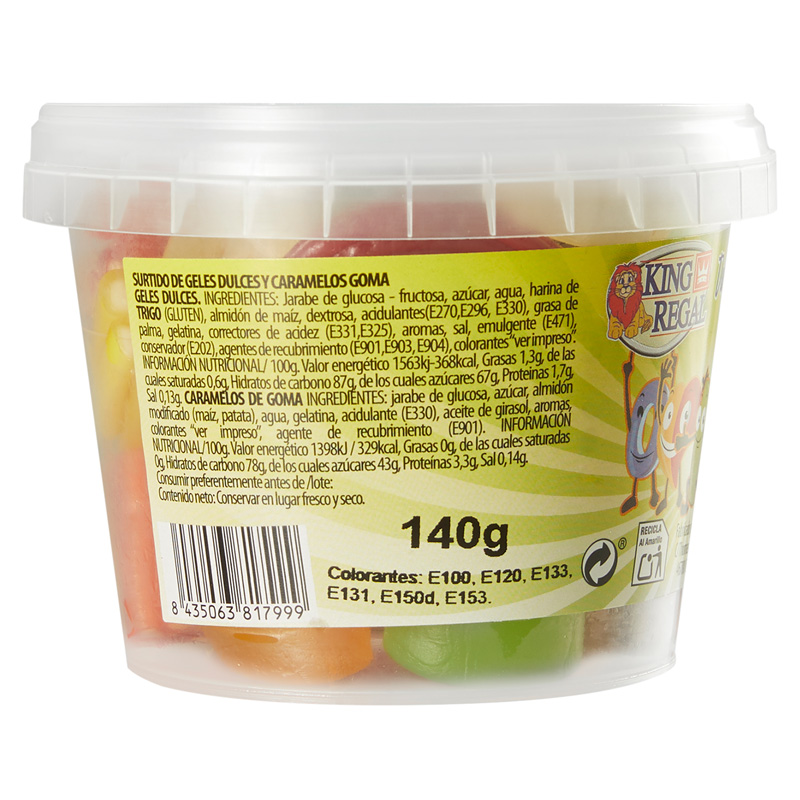 SURTIDO DE GELES DULCES Y CARAMELOS GOMA
GELES DULCES. INGREDIENTES: Jarabe de glucosa - fructosa, azúcar, agua, harina de
TRIGO (GLUTEN), almidón de maíz, dextrosa, acidulantes(E270,E296, E330), grasa de
palma, gelatina, correctores de acidez (E331,E325), aromas, sal, emulgente (E471),
conservador(E202), agentes de recubrimiento (E901,E903, E904), colorantes"ver impreso".
INFORMACIÓN NUTRICIONAL/ 100g. Valor energético 1563kj-368kcal, Grasas 1,3g, de las
cuales saturadas 0,6g, Hidratos de carbono 87g, de los cuales azúcares 67g, Proteínas 1,7g,
Sal 0,13g. CARAMELOS DE GOMA INGREDIENTES: jarabe de glucosa, azúcar, almidón
modificado (maíz, patata), agua, gelatina, acidulante (E330), aceite de girasol, aromas,
colorantes "ver impreso", agente de recubrimiento (E901). INFORMACIÓN
NUTRICIONAL/100g. Valor energético 1398kJ / 329kcal, Grasas 0g, de las cuales saturadas
0g, Hidratos de carbono 78g, de los cuales azúcares 43g, Proteínas 3,3g, Sal 0,14g.
Consumir preferentemente antes de /lote:
Contenido neto: Conservar en lugar fresco y seco.
KING
REGAL
140g
Colorantes: E100, E120, E133,
E131, E150d, E153.
8 435063 817999
®
RECICLA
Al Amarillo